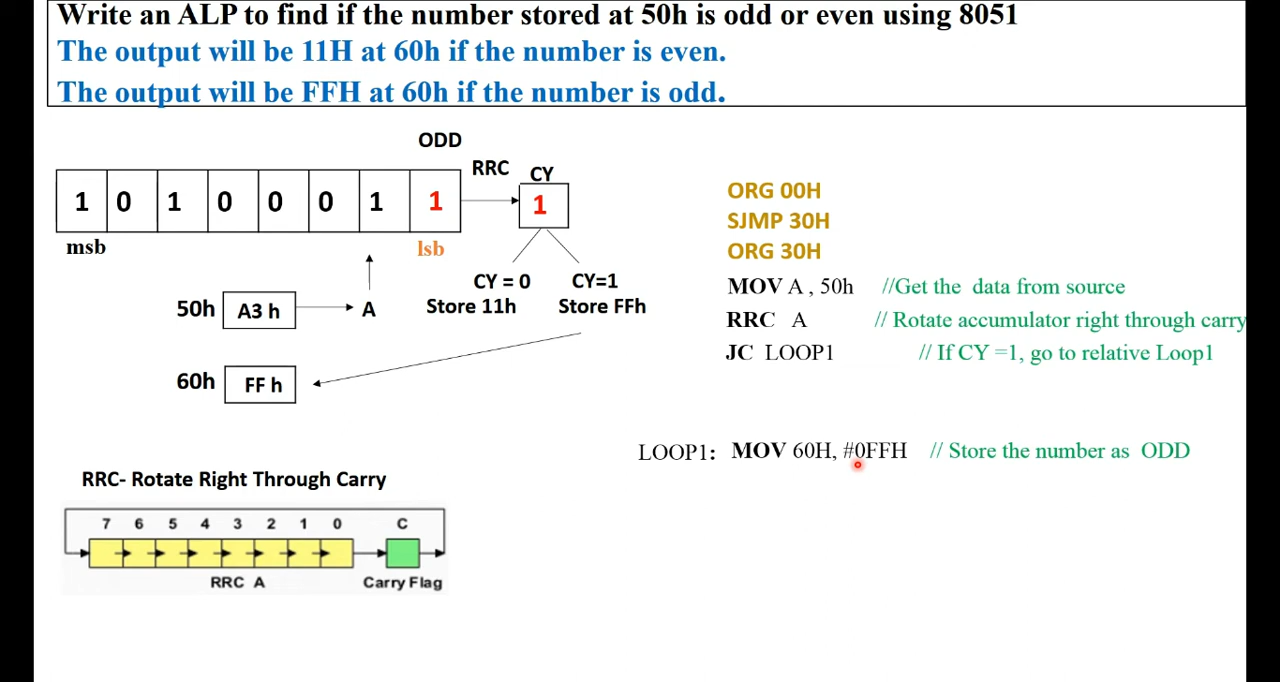 Write an ALP to find if the number stored at 50h is odd or even using 8051
The output will be 11H at 60h if the number is even.
The output will be FFH at 60h if the number is odd.
ODD
RRC CY
1 0 1 0 0 0 1 1 1
msb lsb
CY = 0 CY=1
Store 11h Store FFh
50h A3 h A
60h FF h
RRC- Rotate Right Through Carry
7 6 5 4 3 2 1 0 C
RRC A Carry Flag
ORG 00H
SJMP 30H
ORG 30H
MOV A , 50h //Get the data from source
RRC A // Rotate accumulator right through carry
JC LOOP1 // If CY =1, go to relative Loop1
LOOP1: MOV 60H, #0FFH // Store the number as ODD